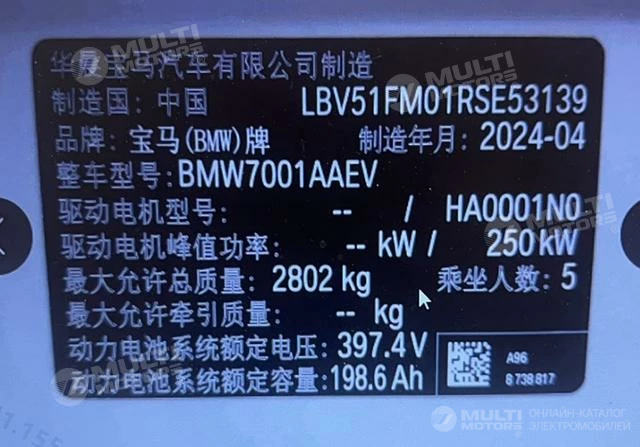 华晨宝马汽车有限公司制造
制造国: 中国 LBV51FM01RSE53139
品牌: 宝马(BMW)牌 制造年月: 2024-04
整车型号: BMW7001AAEV
驱动电机型号: -- / HA0001N0
驱动电机峰值功率: -- kW / 250 kW
最大允许总质量: 2802 kg 乘坐人数: 5
最大允许牵引质量: -- kg
动力电池系统额定电压: 397.4 V
动力电池系统额定容量: 198.6 Ah
A96
8 738 817
MULTI MOTORS
ОНЛАЙН-КАТАЛОГ
ЭЛЕКТРОМОБИЛЕЙ